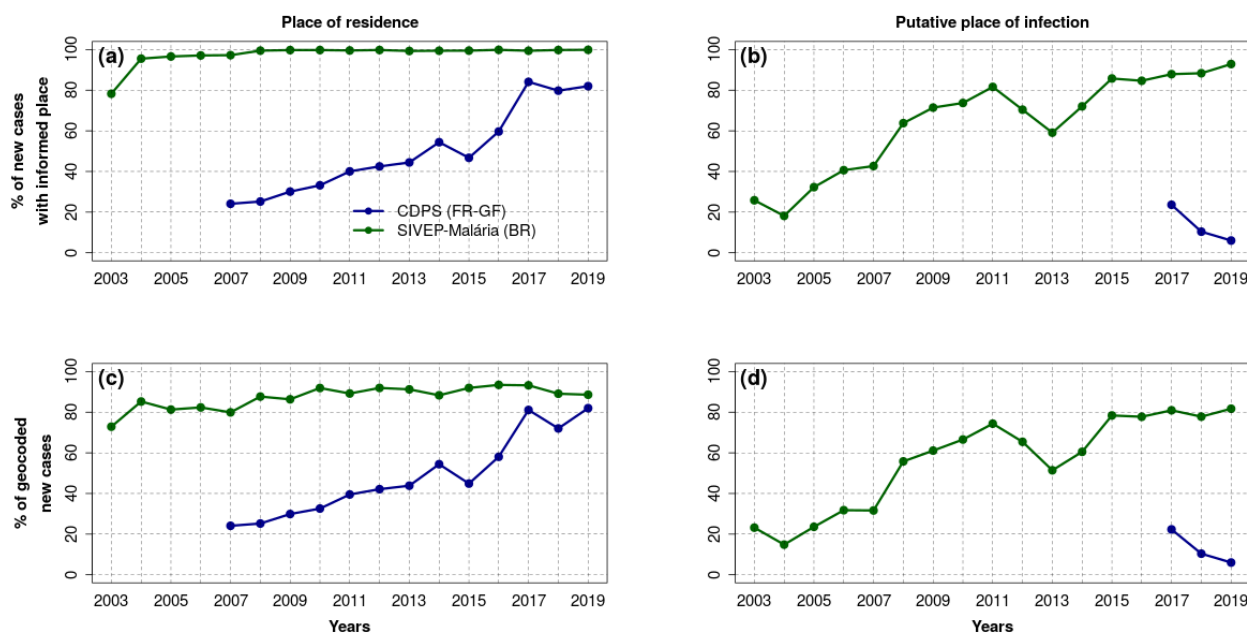 Place of residence
Putative place of infection
% of new cases
with informed place
(a)
0 20 40 60 80 100
CDPS (FR-GF)
SIVEP-Malária (BR)
2003 2005 2007 2009 2011 2013 2015 2017 2019
(b)
0 20 40 60 80 100
2003 2005 2007 2009 2011 2013 2015 2017 2019
% of geocoded
new cases
(c)
0 20 40 60 80 100
2003 2005 2007 2009 2011 2013 2015 2017 2019
Years
(d)
0 20 40 60 80 100
2003 2005 2007 2009 2011 2013 2015 2017 2019
Years